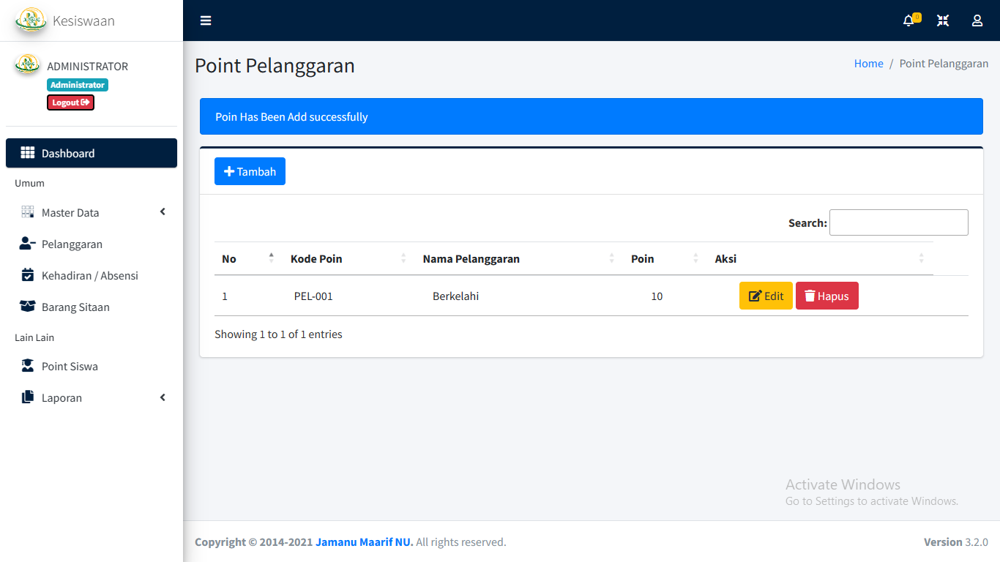 Kesiswaan
0
ADMINISTRATOR
Administrator
Logout
Dashboard
Umum
Master Data
Pelanggaran
Kehadiran / Absensi
Barang Sitaan
Lain Lain
Point Siswa
Laporan
Point Pelanggaran
Home / Point Pelanggaran
Poin Has Been Add successfully
Tambah
Search:
No Kode Poin Nama Pelanggaran Poin Aksi
1 PEL-001 Berkelahi 10 Edit Hapus
Showing 1 to 1 of 1 entries
Activate Windows
Go to Settings to activate Windows.
Copyright © 2014-2021 Jamanu Maarif NU. All rights reserved.
Version 3.2.0